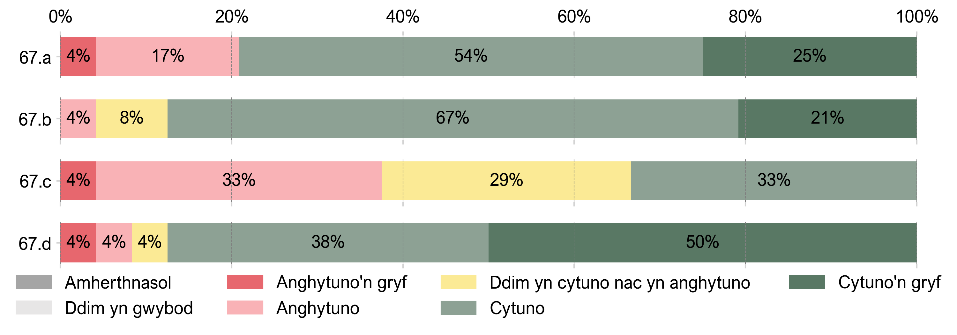 0% 20% 40% 60% 80% 100%
67.a 4% 17% 54% 25%
67.b 4% 8% 67% 21%
67.c 4% 33% 29% 33%
67.d 4% 4% 4% 38% 50%
Amherthnasol Anghytuno'n gryf Ddim yn cytuno nac yn anghytuno Cytuno'n gryf
Ddim yn gwybod Anghytuno Cytuno